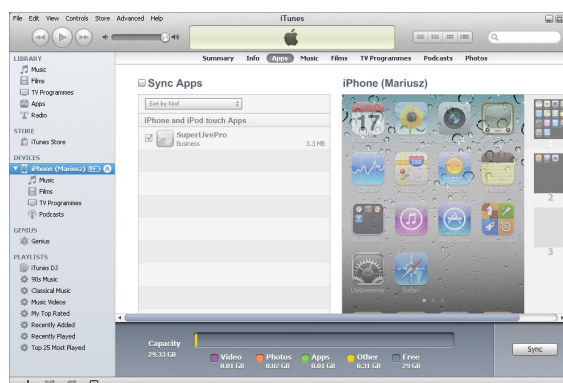 File Edit View Controls Store Advanced Help
iTunes
Summary Info Apps Music Films TV Programmes Podcasts Photos
LIBRARY
Music
Films
TV Programmes
Apps
Radio
STORE
iTunes Store
DEVICES
iPhone (Mariusz)
Music
Films
TV Programmes
Podcasts
GENIUS
Genius
PLAYLISTS
iTunes DJ
90s Music
Classical Music
Music Videos
My Top Rated
Recently Added
Recently Played
Top 25 Most Played
Sync Apps
Sort by Kind
iPhone and iPod touch Apps
SuperLivePro
Business
3.3 MB
iPhone (Mariusz)
17
Ustawienia
Safari
1
2
3
Capacity
29.33 GB
Video
0.01 GB
Photos
0.02 GB
Apps
0.01 GB
Other
0.31 GB
Free
29 GB
Sync